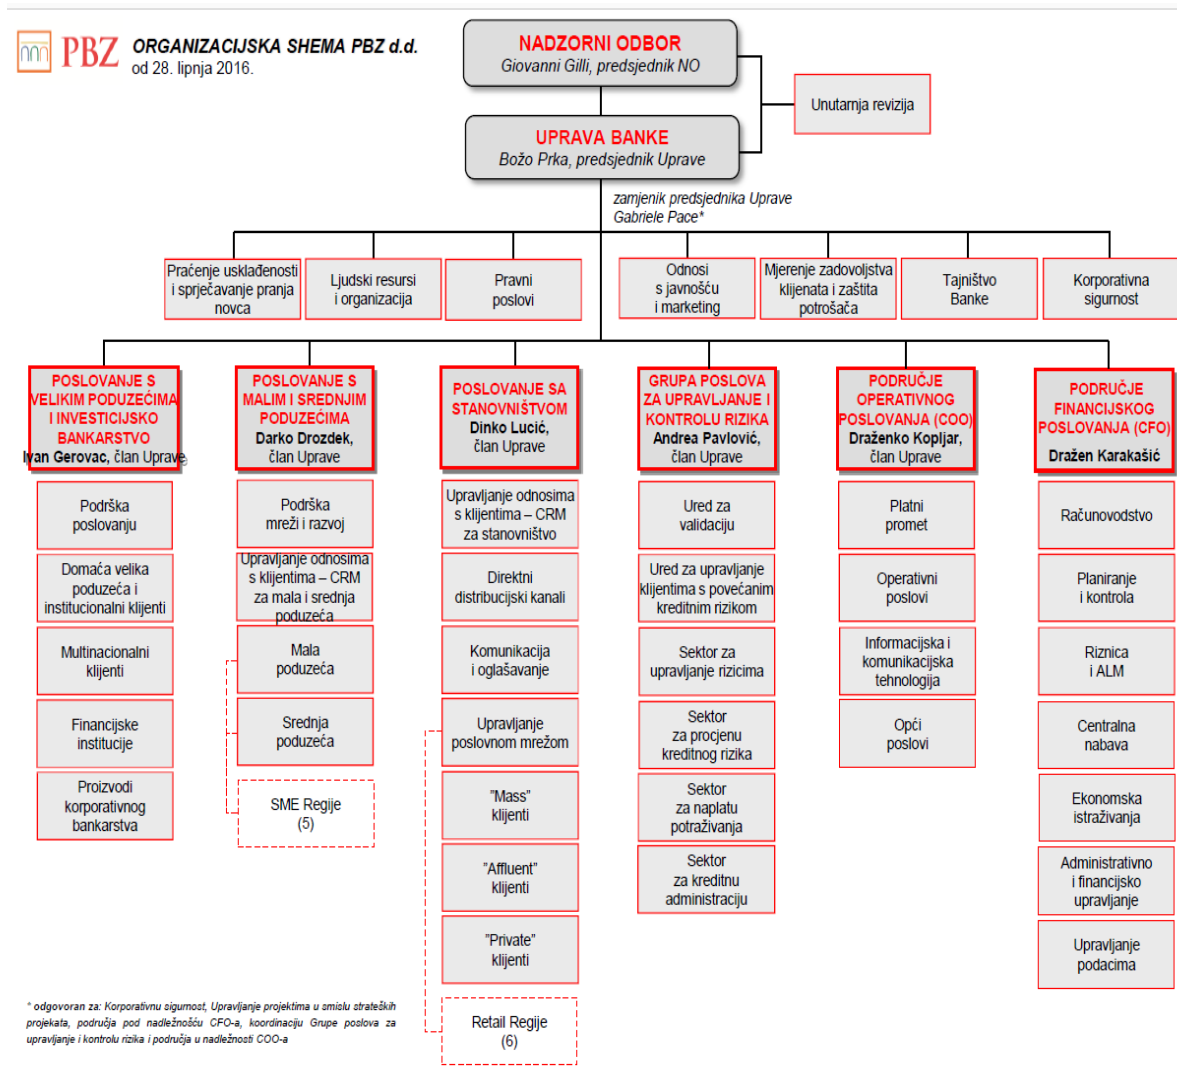 PBZ
ORGANIZACIJSKA SHEMA PBZ d.d.
od 28. lipnja 2016.
NADZORNI ODBOR
Giovanni Gilli, predsjednik NO
Unutarnja revizija
UPRAVA BANKE
Božo Prka, predsjednik Uprave
zamjenik predsjednika Uprave
Gabriele Pace*
Praćenje usklađenosti
i sprječavanje pranja
novca
Ljudski resursi
i organizacija
Pravni
poslovi
Odnosi
s javnošću
i marketing
Mjerenje zadovoljstva
klijenata i zaštita
potrošača
Tajništvo
Banke
Korporativna
sigurnost
POSLOVANJE S
VELIKIM PODUZEĆIMA
I INVESTICIJSKO
BANKARSTVO
Ivan Gerovac, član Uprave
Podrška
poslovanju
Domaća velika
poduzeća i
institucionalni klijenti
Multinacionalni
klijenti
Financijske
institucije
Proizvodi
korporativnog
bankarstva
POSLOVANJE S
MALIM I SREDNJIM
PODUZEĆIMA
Darko Drozdek,
član Uprave
Podrška
mreži i razvoj
Upravljanje odnosima
s klijentima – CRM
za mala i srednja
poduzeća
Mala
poduzeća
Srednja
poduzeća
SME Regije
(5)
POSLOVANJE SA
STANOVNIŠTVOM
Dinko Lucić,
član Uprave
Upravljanje odnosima
s klijentima – CRM
za stanovništvo
Direktni
distribucijski kanali
Komunikacija
i oglašavanje
Upravljanje
poslovnom mrežom
"Mass"
klijenti
"Affluent"
klijenti
"Private"
klijenti
Retail Regije
(6)
GRUPA POSLOVA
ZA UPRAVLJANJE I
KONTROLU RIZIKA
Andrea Pavlović,
član Uprave
Ured za
validaciju
Ured za upravljanje
klijentima s povećanim
kreditnim rizikom
Sektor za
upravljanje rizicima
Sektor
za procjenu
kreditnog rizika
Sektor
za naplatu
potraživanja
Sektor
za kreditnu
administraciju
PODRUČJE
OPERATIVNOG
POSLOVANJA (COO)
Draženko Kopljar,
član Uprave
Platni
promet
Operativni
poslovi
Informacijska i
komunikacijska
tehnologija
Opći
poslovi
PODRUČJE
FINANCIJSKOG
POSLOVANJA (CFO)
Dražen Karakašić
Računovodstvo
Planiranje
i kontrola
Riznica
i ALM
Centralna
nabava
Ekonomska
istraživanja
Administrativno
i financijsko
upravljanje
Upravljanje
podacima
* odgovoran za: Korporativnu sigurnost, Upravljanje projektima u smislu strateških
projekata, područja pod nadležnošću CFO-a, koordinaciju Grupe poslova za
upravljanje i kontrolu rizika i područja u nadležnosti COO-a